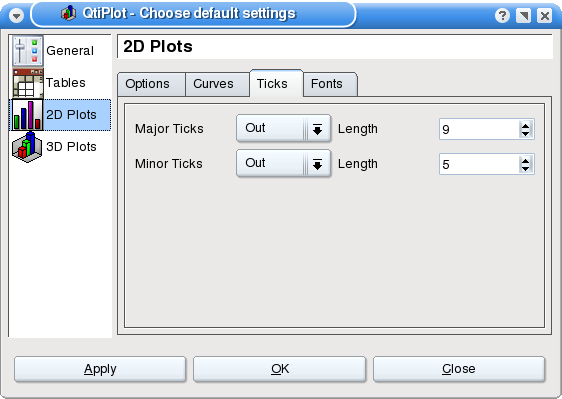 QtiPlot - Choose default settings
?
General
Tables
2D Plots
3D Plots
2D Plots
Options Curves Ticks Fonts
Major Ticks Out Length 9
Minor Ticks Out Length 5
Apply OK Close